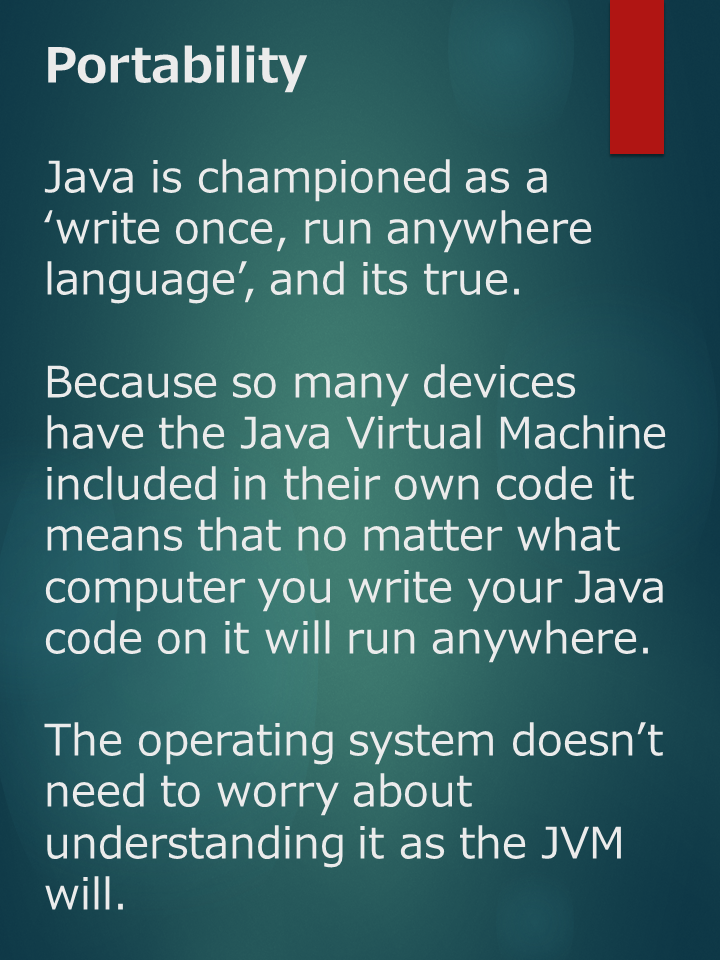 Portability
Java is championed as a
‘write once, run anywhere
language’, and its true.
Because so many devices
have the Java Virtual Machine
included in their own code it
means that no matter what
computer you write your Java
code on it will run anywhere.
The operating system doesn’t
need to worry about
understanding it as the JVM
will.